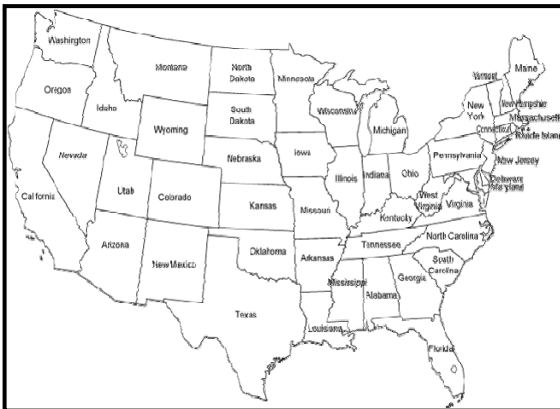 Washington
Montana
North
Dakota
Minnesota
Maine
Vermont
New Hampshire
Oregon
Idaho
Wyoming
South
Dakota
Wisconsin
Michigan
New
York
Massachusett
Connecticut
Rhode Island
Nevada
Nebraska
Iowa
Pennsylvania
New Jersey
Illinois
Indiana
Ohio
Delaware
Maryland
California
Utah
Colorado
Kansas
Missouri
West
Virginia
Virginia
Kentucky
Arizona
New Mexico
Oklahoma
Arkansas
Tennessee
North Carolina
South
Carolina
Mississippi
Alabama
Georgia
Texas
Louisiana
Florida